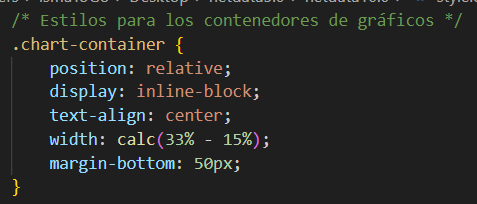 /* Estilos para los contenedores de gráficos */
.chart-container {
position: relative;
display: inline-block;
text-align: center;
width: calc(33% - 15%);
margin-bottom: 50px;
}